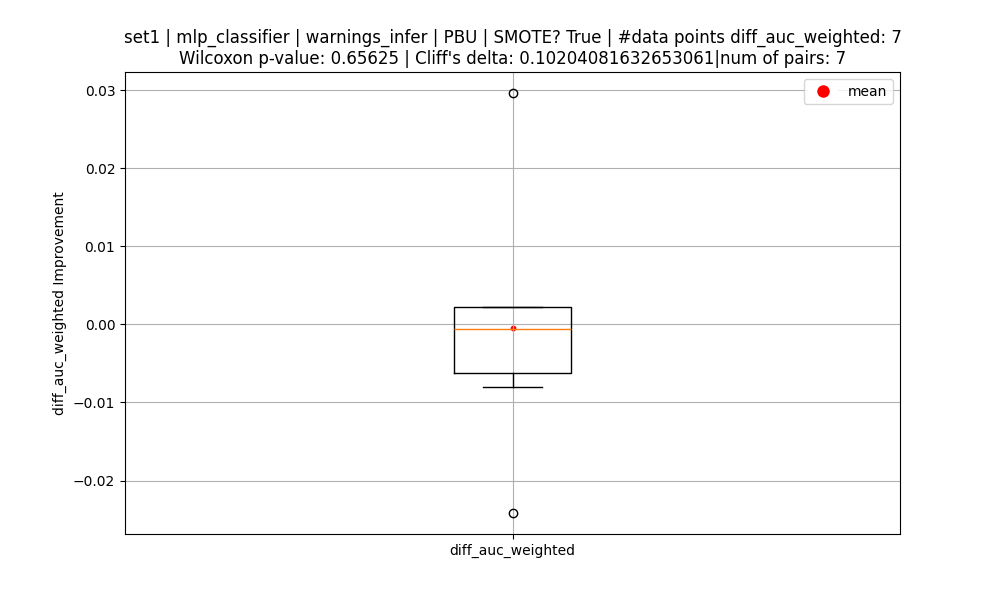 set1 | mlp_classifier | warnings_infer | PBU | SMOTE? True | #data points diff_auc_weighted: 7
Wilcoxon p-value: 0.65625 | Cliff's delta: 0.10204081632653061|num of pairs: 7
mean
0.03
0.02
0.01
0.00
−0.01
−0.02
diff_auc_weighted Improvement
diff_auc_weighted